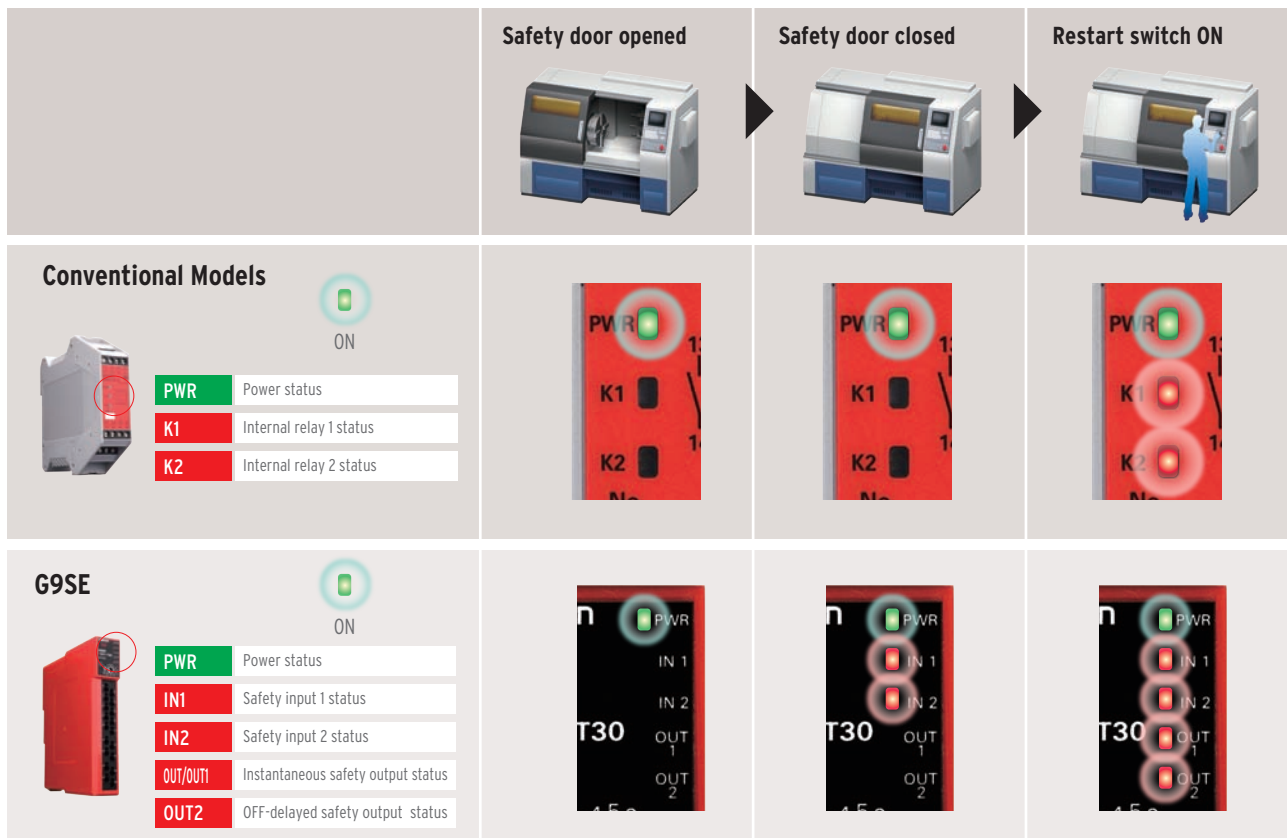 Safety door opened
Safety door closed
Restart switch ON
Conventional Models
ON
PWR Power status
K1 Internal relay 1 status
K2 Internal relay 2 status
PWR
K1
K2
PWR
K1
K2
PWR
K1
K2
G9SE
ON
PWR Power status
IN1 Safety input 1 status
IN2 Safety input 2 status
OUT/OUT1 Instantaneous safety output status
OUT2 OFF-delayed safety output status
n PWR
IN 1
IN 2
T30 OUT
1
OUT
2
n PWR
IN 1
IN 2
T30 OUT
1
OUT
2
n PWR
IN 1
IN 2
T30 OUT
1
OUT
2